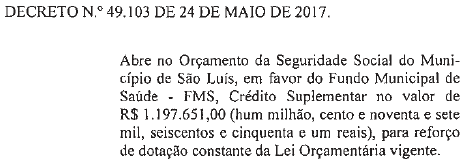 DECRETO N.º 49.103 DE 24 DE MAIO DE 2017.
Abre no Orçamento da Seguridade Social do Muni-
cípio de São Luís, em favor do Fundo Municipal de
Saúde - FMS, Crédito Suplementar no valor de
R$ 1.197.651,00 (hum milhão, cento e noventa e sete
mil, seiscentos e cinquenta e um reais), para reforço
de dotação constante da Lei Orçamentária vigente.